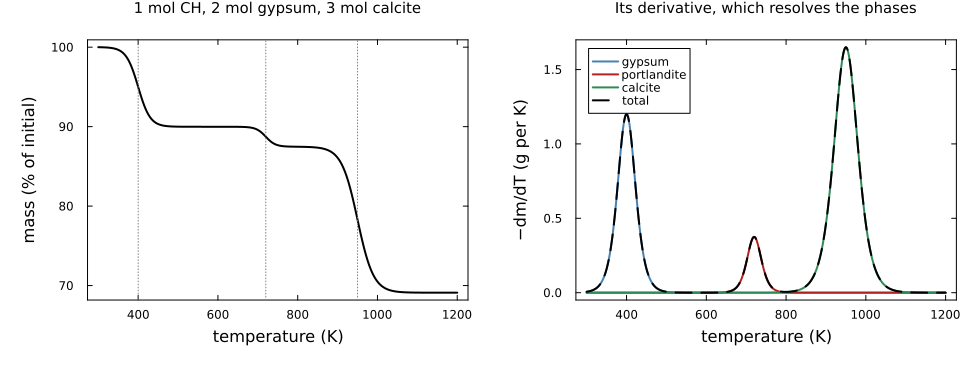 1 mol CH, 2 mol gypsum, 3 mol calcite
100
90
80
70
mass (% of initial)
400
600
800
1000
1200
temperature (K)
Its derivative, which resolves the phases
gypsum
portlandite
calcite
total
1.5
1.0
0.5
0.0
−dm/dT (g per K)
400
600
800
1000
1200
temperature (K)